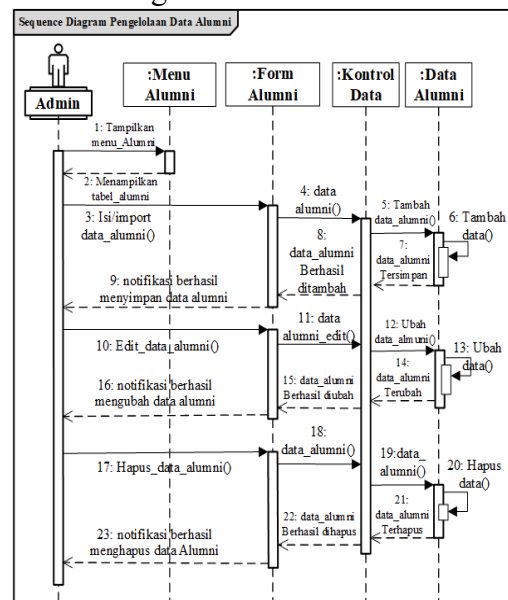 Sequence Diagram Pengelolaan Data Alumni
Admin
:Menu
Alumni
:Form
Alumni
:Kontrol
Data
:Data
Alumni
1: Tampilkan
menu_Alumni
2: Menampilkan
tabel_alumni
3: Isi/import
data_alumni()
4: data
alumni()
5: Tambah
data_alumni()
6: Tambah
data()
7:
data_alumni
Tersimpan
8:
data_alumni
Berhasil
ditambah
9: notifikasi berhasil
menyimpan data alumni
10: Edit_data_alumni()
11: data
alumni_edit()
12: Ubah
data_almuni()
13: Ubah
data()
14:
data_alumni
Terubah
15: data_alumni
Berhasil diubah
16: notifikasi berhasil
mengubah data alumni
17: Hapus_data_alumni()
18:
data_alumni()
19:data_
alumni()
20: Hapus
data()
21:
data_alumni
Terhapus
22: data_alumni
Berhasil dihapus
23: notifikasi berhasil
menghapus data Alumni